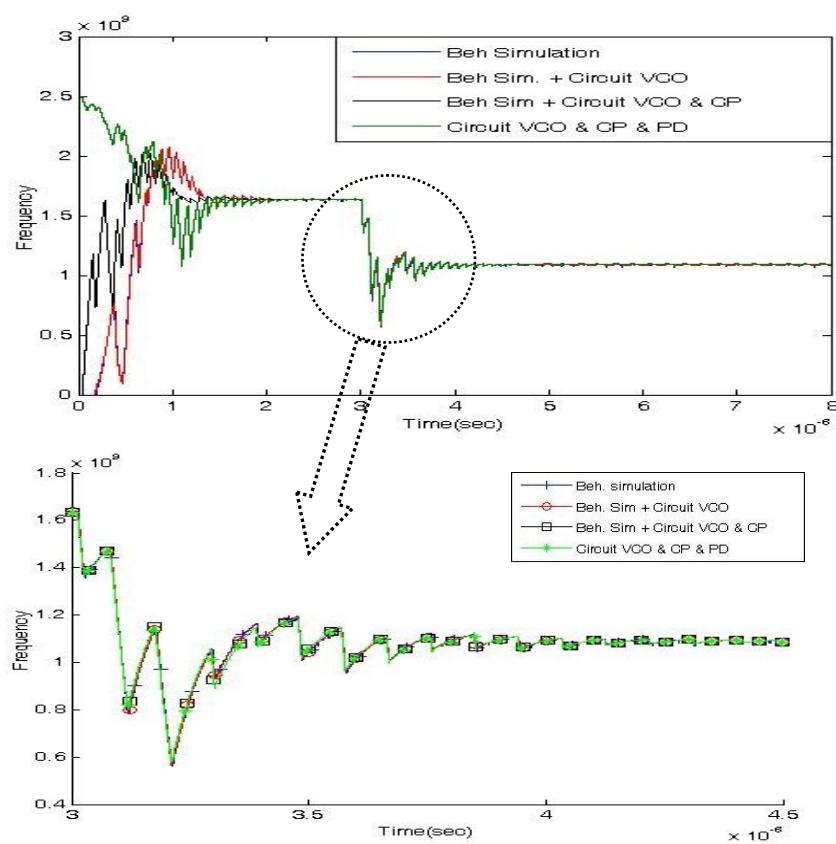 × 10^9
3
2.5
2
1.5
1
0.5
0
Frequency
Beh Simulation
Beh Sim. + Circuit VCO
Beh Sim + Circuit VCO & CP
Circuit VCO & CP & PD
0 1 2 3 4 5 6 7 8
Time(sec)
× 10^-6
× 10^9
1.8
1.6
1.4
1.2
1
0.8
0.6
0.4
Frequency
Beh. simulation
Beh. Sim + Circuit VCO
Beh. Sim + Circuit VCO & CP
Circuit VCO & CP & PD
3 3.5 4 4.5
Time(sec)
× 10^-6